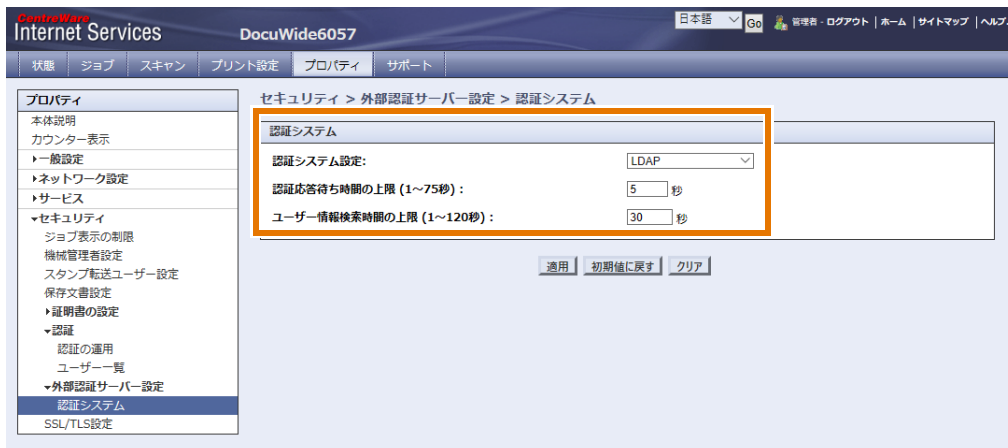 CentreWare
Internet Services
DocuWide6057
日本語 Go 管理者 - ログアウト | ホーム | サイトマップ | ヘルプ
状態 ジョブ スキャン プリント設定 プロパティ サポート
プロパティ
本体説明
カウンター表示
一般設定
ネットワーク設定
サービス
セキュリティ
ジョブ表示の制限
機械管理者設定
スタンプ転送ユーザー設定
保存文書設定
証明書の設定
認証
認証の運用
ユーザー一覧
外部認証サーバー設定
認証システム
SSL/TLS設定
セキュリティ > 外部認証サーバー設定 > 認証システム
認証システム
認証システム設定: LDAP
認証応答待ち時間の上限 (1～75秒) : 5 秒
ユーザー情報検索時間の上限 (1～120秒) : 30 秒
適用 初期値に戻す クリア